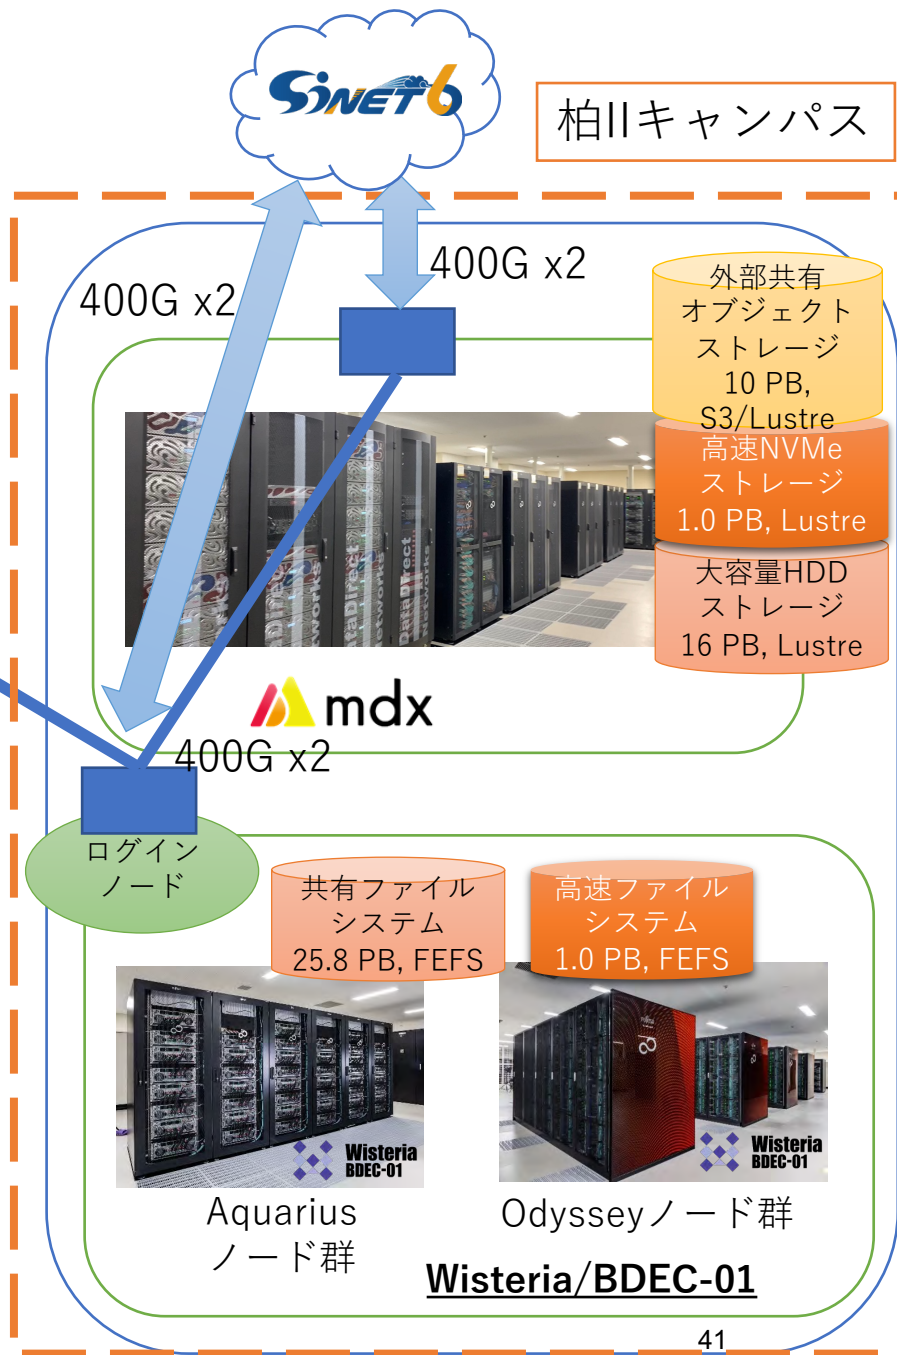 SINET6
柏IIキャンパス
400G x2
400G x2
外部共有
オブジェクト
ストレージ
10 PB,
S3/Lustre
高速NVMe
ストレージ
1.0 PB, Lustre
大容量HDD
ストレージ
16 PB, Lustre
DataDirect
Networks
DataDirect
Networks
DataDirect
Networks
mdx
400G x2
ログイン
ノード
共有ファイル
システム
25.8 PB, FEFS
高速ファイル
システム
1.0 PB, FEFS
Wisteria
BDEC-01
Wisteria
BDEC-01
Aquarius
ノード群
Odysseyノード群
Wisteria/BDEC-01
41